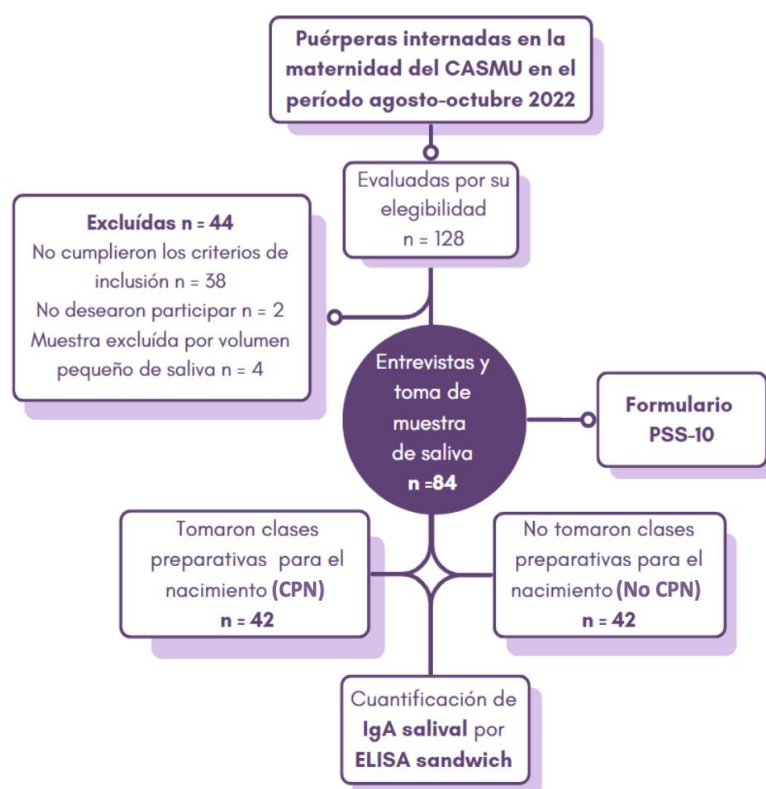 Puérperas internadas en la
maternidad del CASMU en el
período agosto-octubre 2022
Evaluadas por su
elegibilidad
n = 128
Excluídas n = 44
No cumplieron los criterios de
inclusión n = 38
No desearon participar n = 2
Muestra excluída por volumen
pequeño de saliva n = 4
Entrevistas y
toma de
muestra
de saliva
n =84
Formulario
PSS-10
Tomaron clases
preparativas para el
nacimiento (CPN)
n = 42
No tomaron clases
preparativas para el
nacimiento (No CPN)
n = 42
Cuantificación de
IgA salival por
ELISA sandwich